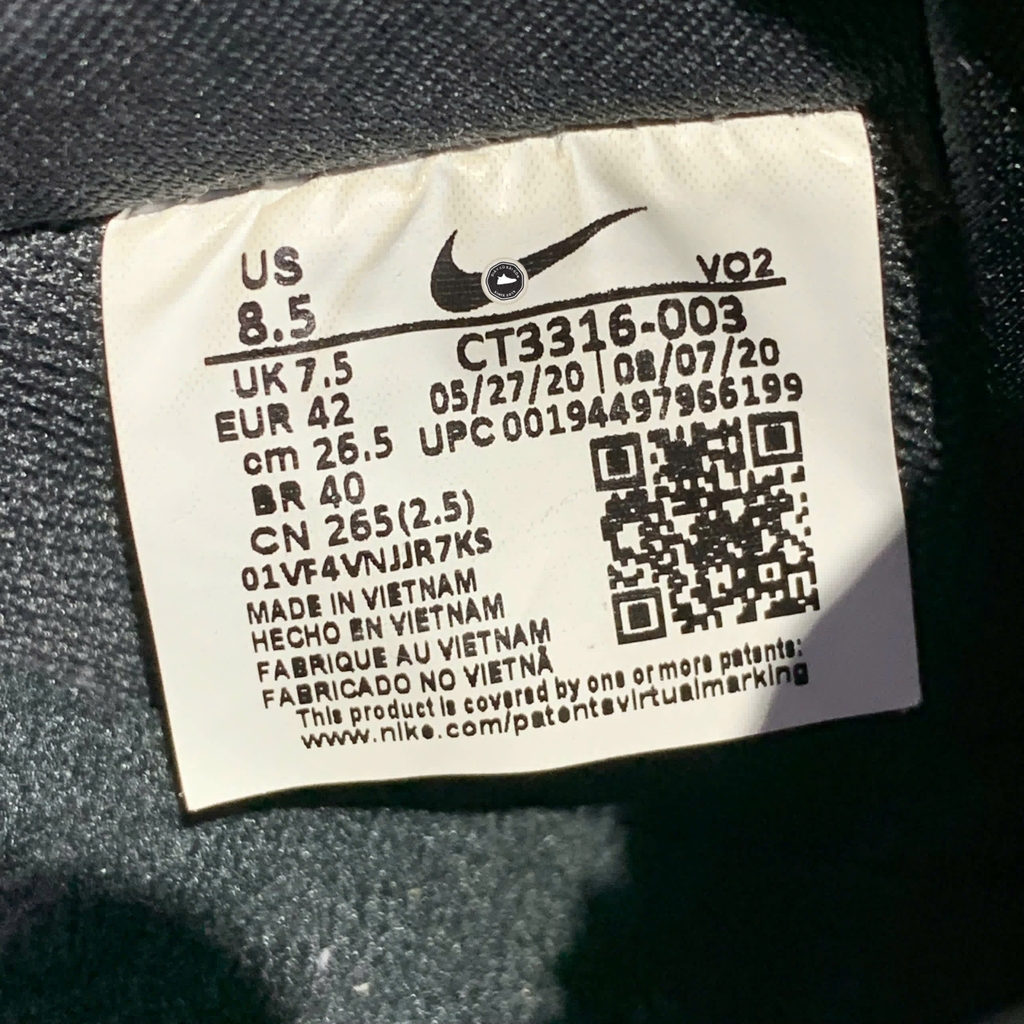 US
8.5
VO2
UK 7.5
CT3316-003
EUR 42
05/27/20 | 08/07/20
cm 26.5
UPC 00194497966199
BR 40
CN 265(2.5)
01VF4VNJJR7KS
MADE IN VIETNAM
HECHO EN VIETNAM
FABRIQUE AU VIETNAM
FABRICADO NO VIETNÃ
This product is covered by one or more patents:
www.nike.com/patentsvirtualmarking